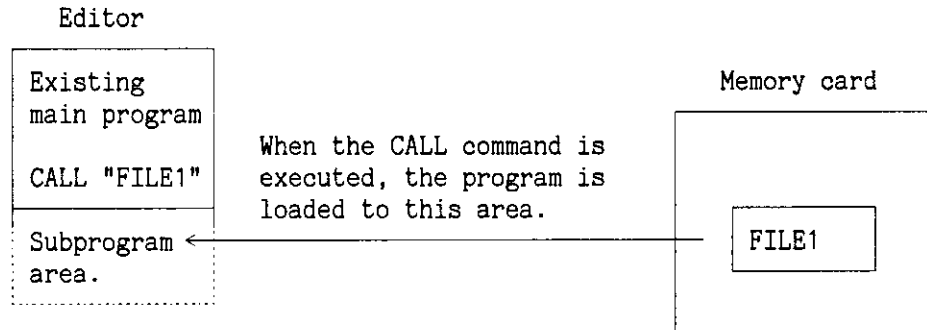 Editor
Existing
main program
CALL "FILE1"
Subprogram
area.
When the CALL command is
executed, the program is
loaded to this area.
Memory card
FILE1